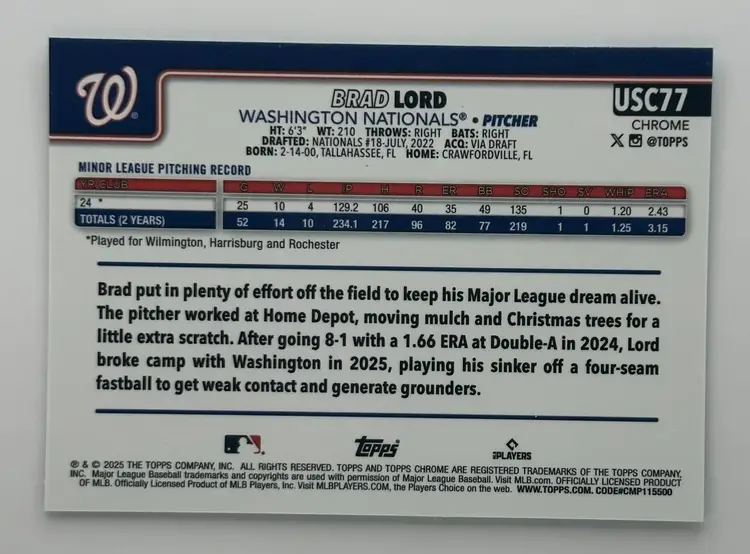 W
BRAD LORD
USC77
WASHINGTON NATIONALS® • PITCHER
CHROME
HT: 6'3" WT: 210 THROWS: RIGHT BATS: RIGHT
X @TOPPS
DRAFTED: NATIONALS #18-JULY, 2022 ACQ: VIA DRAFT
BORN: 2-14-00, TALLAHASSEE, FL HOME: CRAWFORDVILLE, FL
MINOR LEAGUE PITCHING RECORD
YR CLUB G W L IP H R ER BB SO SHO SV WHIP ERA
24 * 25 10 4 129.2 106 40 35 49 135 1 0 1.20 2.43
TOTALS (2 YEARS) 52 14 10 234.1 217 96 82 77 219 1 1 1.25 3.15
*Played for Wilmington, Harrisburg and Rochester
Brad put in plenty of effort off the field to keep his Major League dream alive.
The pitcher worked at Home Depot, moving mulch and Christmas trees for a
little extra scratch. After going 8-1 with a 1.66 ERA at Double-A in 2024, Lord
broke camp with Washington in 2025, playing his sinker off a four-seam
fastball to get weak contact and generate grounders.
topps
PLAYERS
® & © 2025 THE TOPPS COMPANY, INC. ALL RIGHTS RESERVED. TOPPS AND TOPPS CHROME ARE REGISTERED TRADEMARKS OF THE TOPPS COMPANY,
INC. Major League Baseball trademarks and copyrights are used with permission of Major League Baseball. Visit MLB.com. OFFICIALLY LICENSED PRODUCT
OF MLB. Officially Licensed Product of MLB Players, Inc. Visit MLBPLAYERS.COM, the Players Choice on the web. WWW.TOPPS.COM. CODE#CMP115500